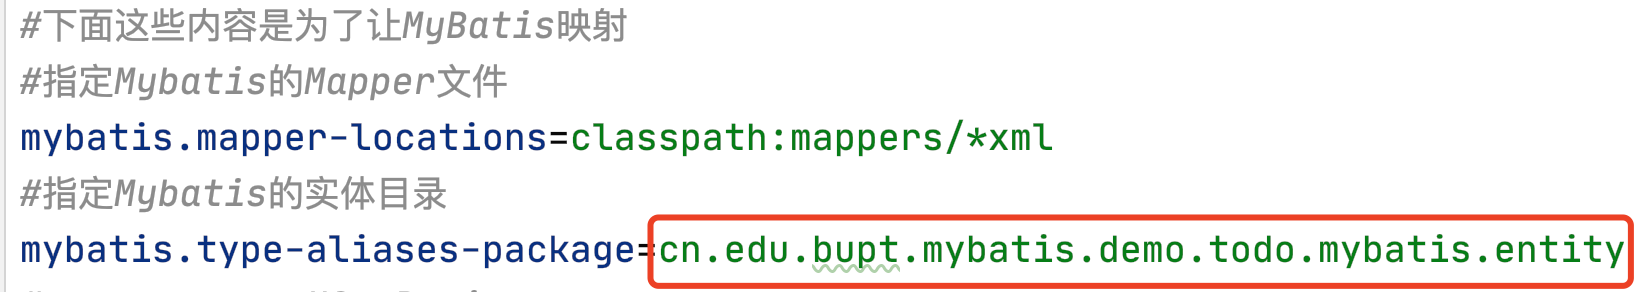 #下面这些内容是为了让MyBatis映射
#指定Mybatis的Mapper文件
mybatis.mapper-locations=classpath:mappers/*xml
#指定Mybatis的实体目录
mybatis.type-aliases-package=cn.edu.bupt.mybatis.demo.todo.mybatis.entity